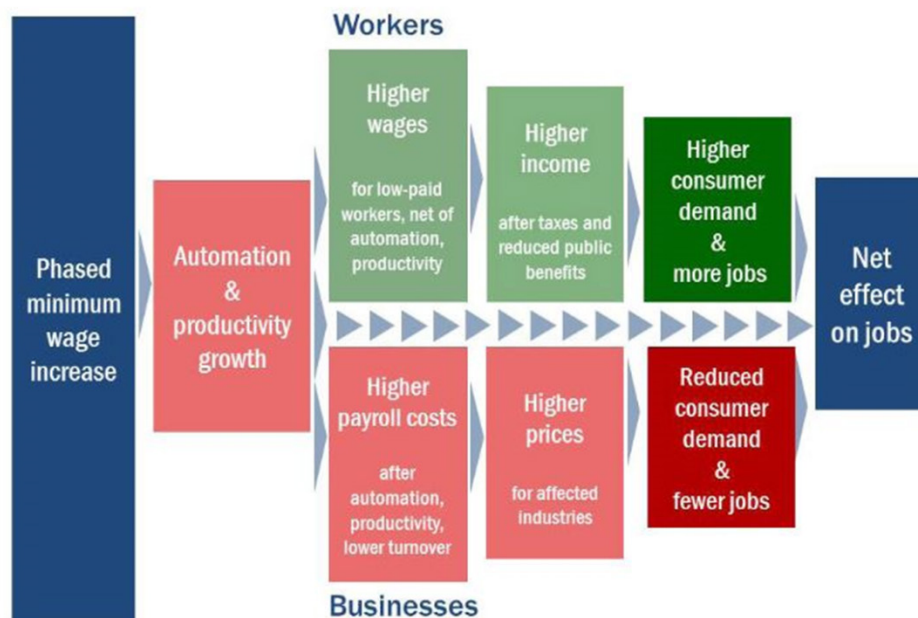 Phased
minimum
wage
increase
Automation
&
productivity
growth
Workers
Higher
wages
for low-paid
workers, net of
automation,
productivity
Higher
income
after taxes and
reduced public
benefits
Higher
consumer
demand
&
more jobs
Higher
payroll costs
after
automation,
productivity,
lower turnover
Higher
prices
for affected
industries
Reduced
consumer
demand
&
fewer jobs
Businesses
Net
effect
on jobs